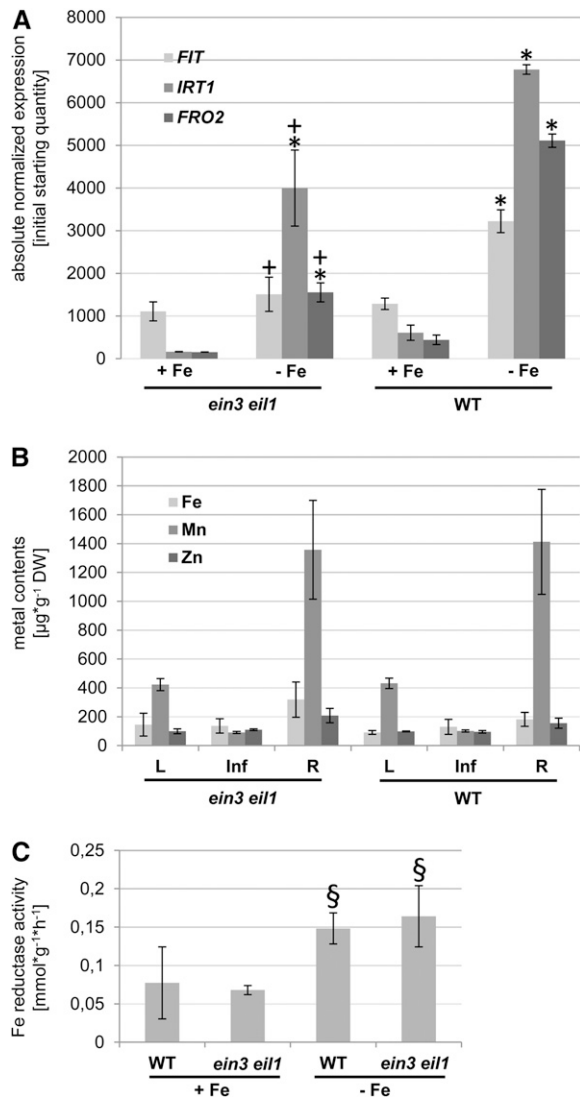 A
absolute normalized expression
[initial starting quantity]
8000
7000
6000
5000
4000
3000
2000
1000
0
FIT
IRT1
FRO2
+
*
+
+
*
*
*
*
+ Fe
- Fe
+ Fe
- Fe
ein3 eil1
WT
B
metal contents
[µg*g⁻¹ DW]
2000
1800
1600
1400
1200
1000
800
600
400
200
0
Fe
Mn
Zn
L
Inf
R
L
Inf
R
ein3 eil1
WT
C
Fe reductase activity
[mmol*g⁻¹*h⁻¹]
0,25
0,2
0,15
0,1
0,05
0
§
§
WT
ein3 eil1
WT
ein3 eil1
+ Fe
- Fe